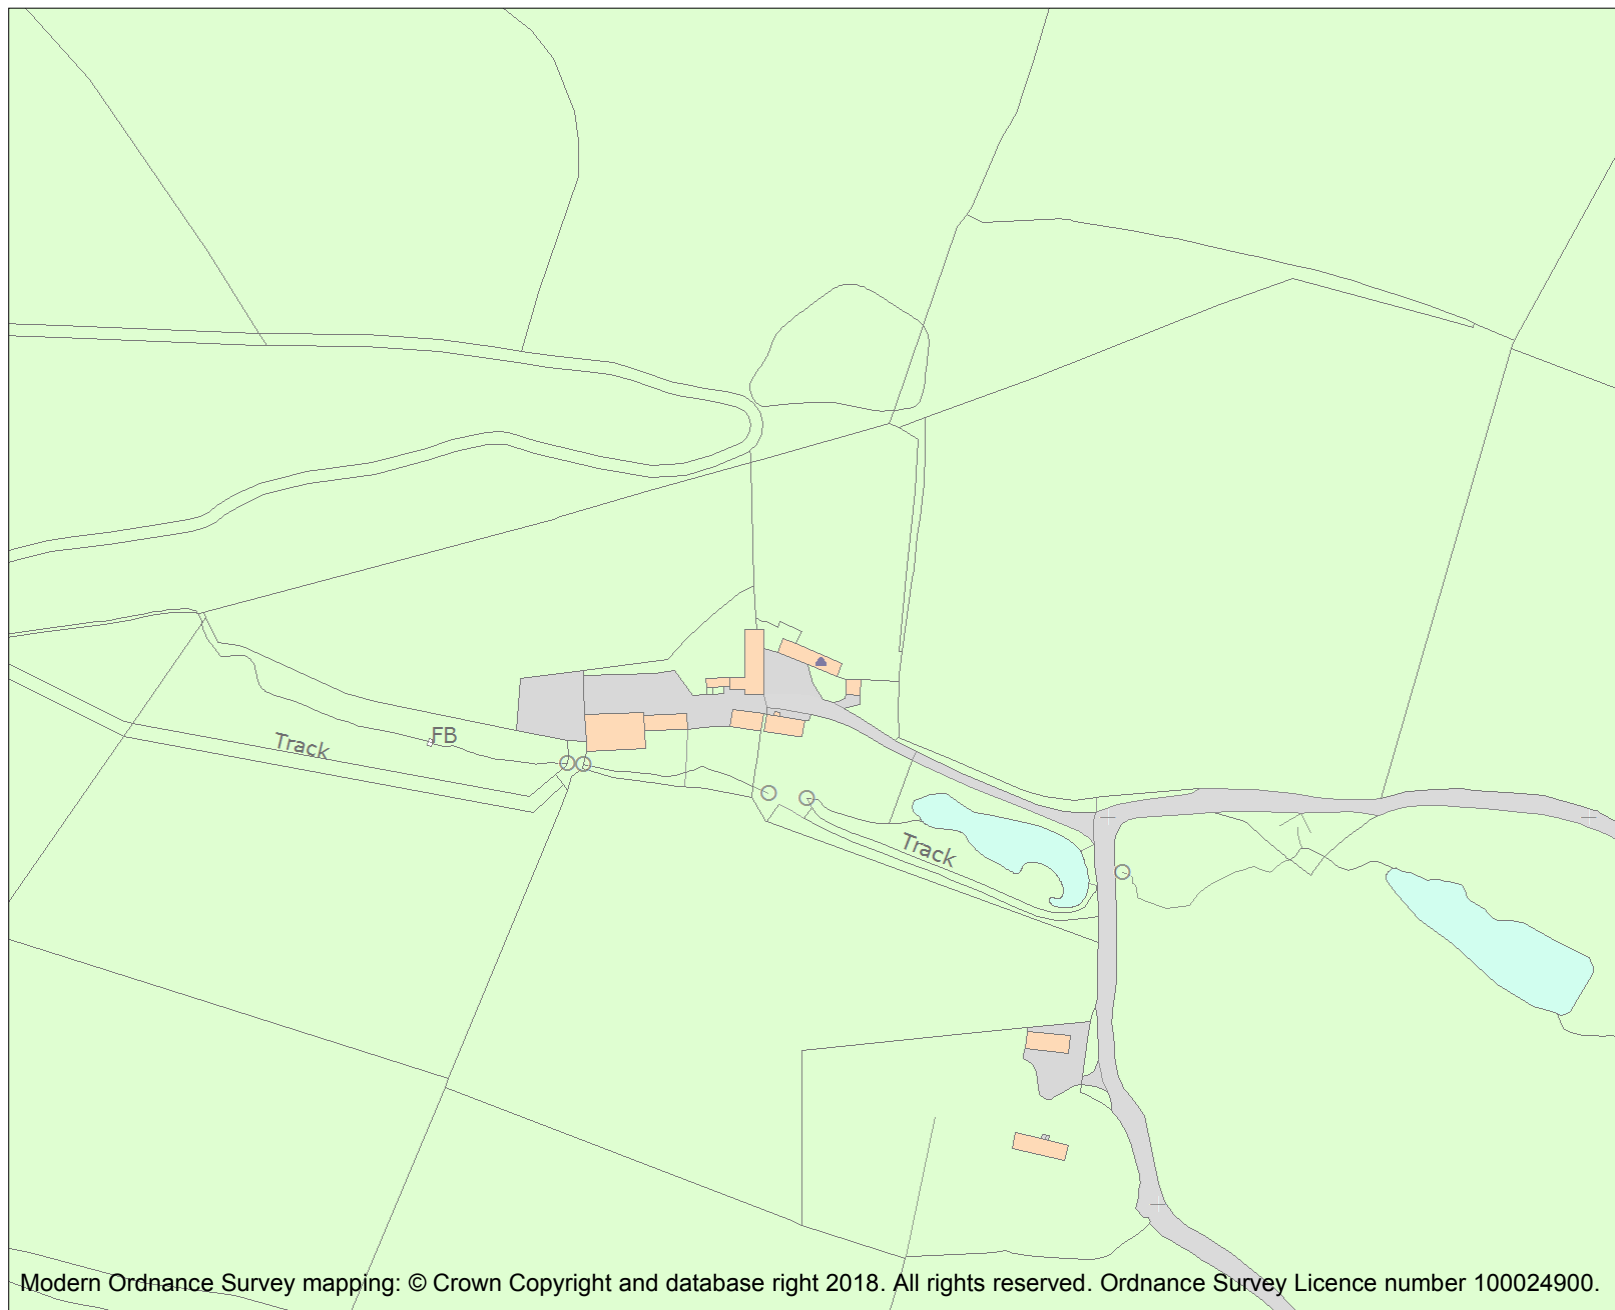 FB
Track
Track
Modern Ordnance Survey mapping: © Crown Copyright and database right 2018. All rights reserved. Ordnance Survey Licence number 100024900.